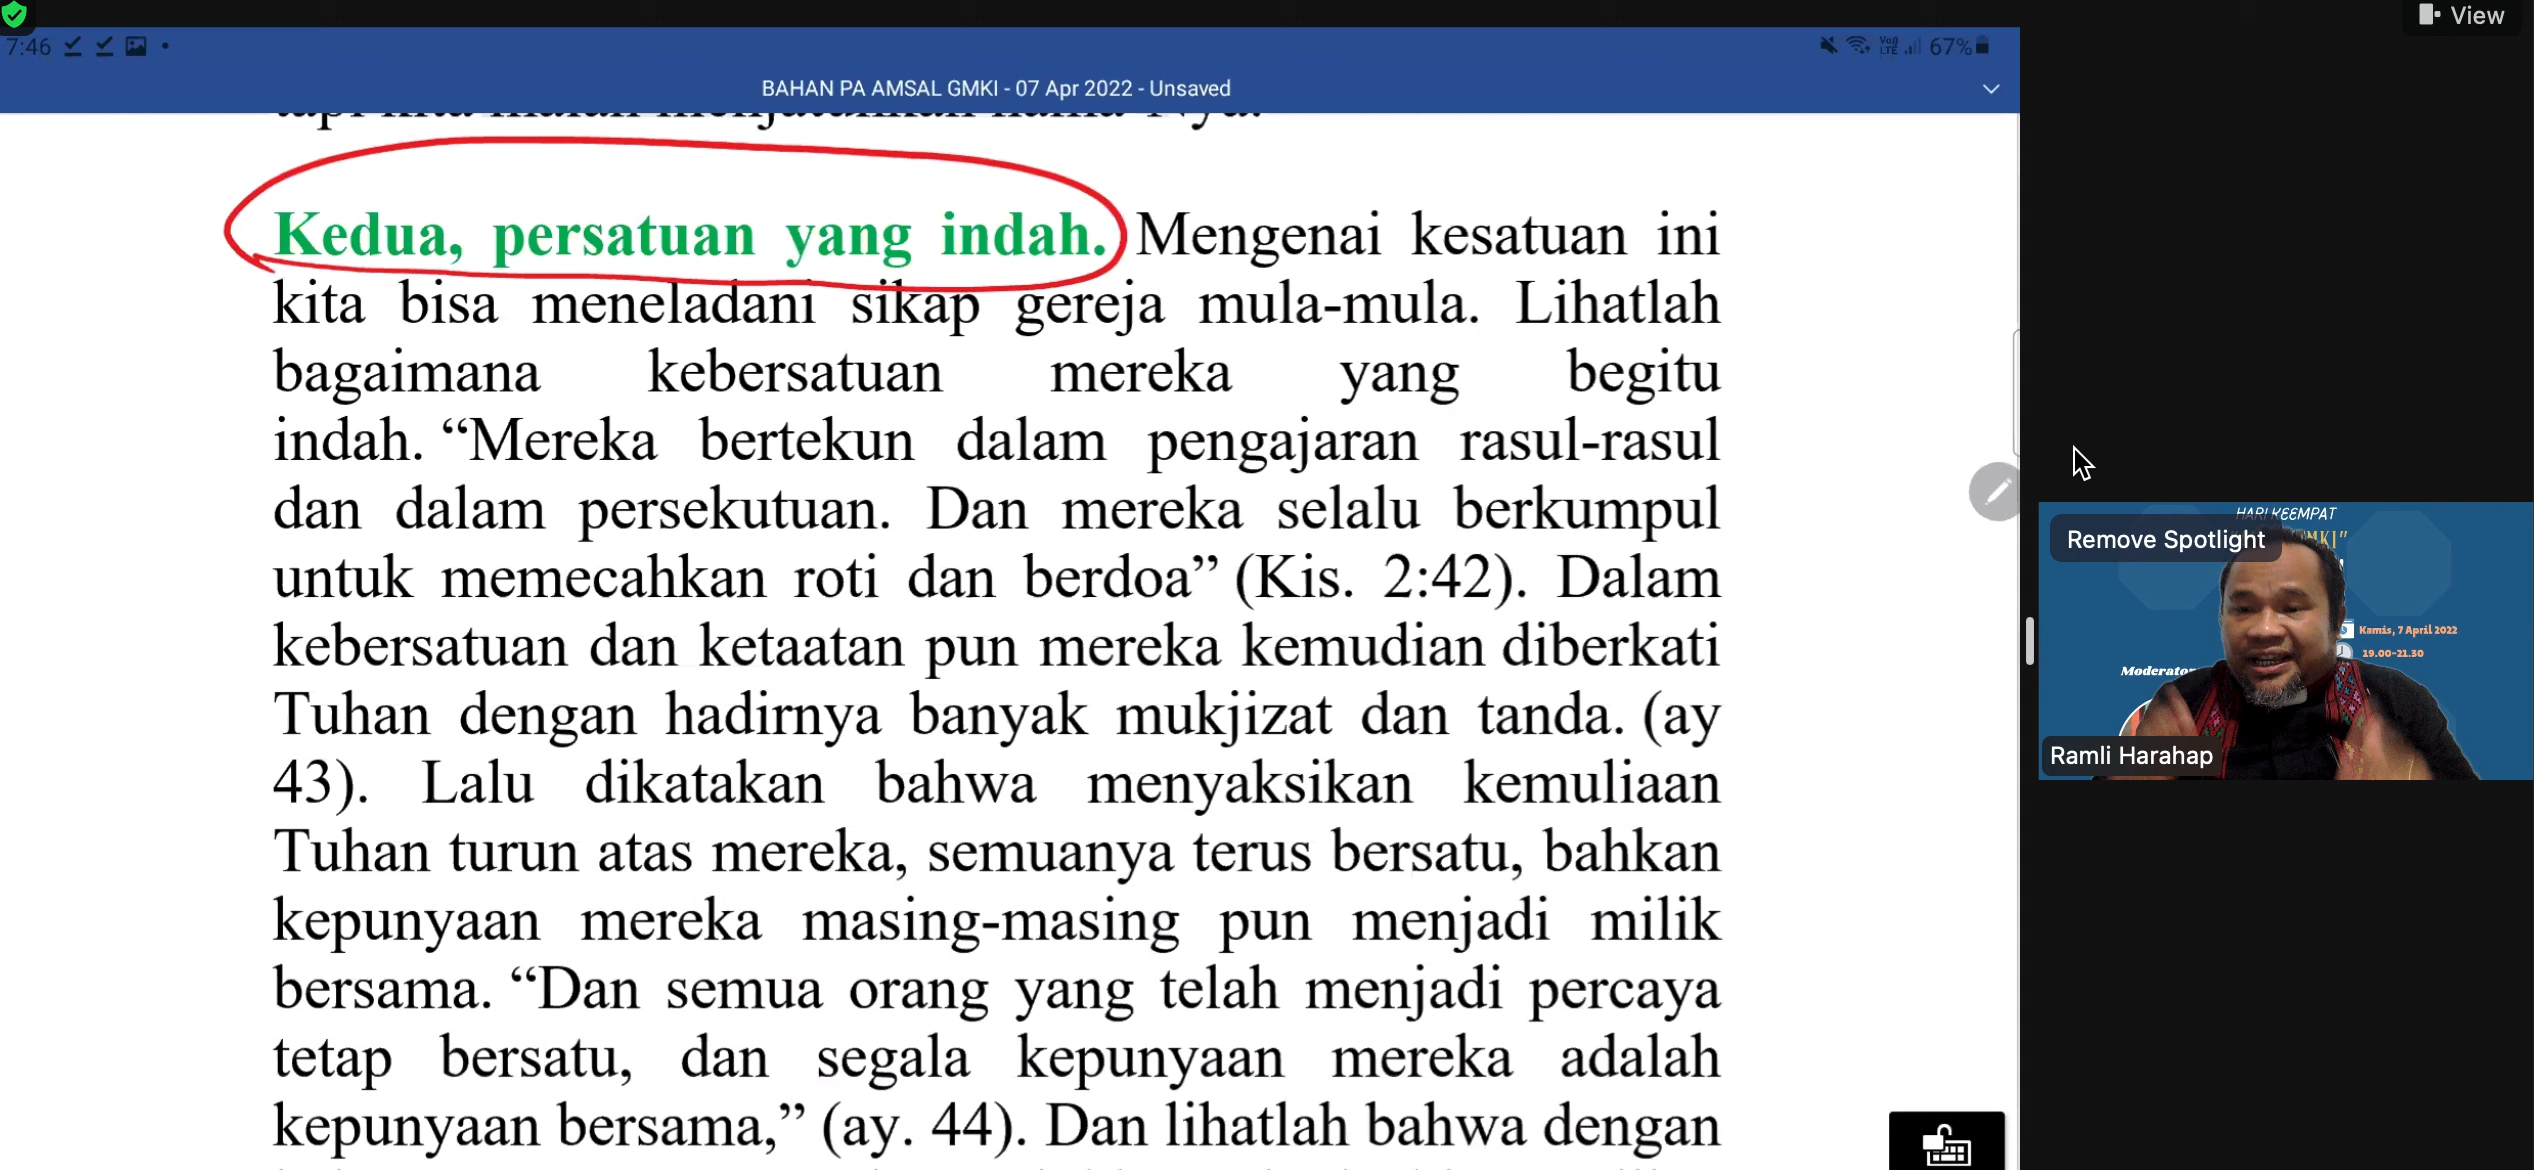 View
7:46
67%
BAHAN PA AMSAL GMKI - 07 Apr 2022 - Unsaved
Kedua, persatuan yang indah. Mengenai kesatuan ini
kita bisa meneladani sikap gereja mula-mula. Lihatlah
bagaimana kebersatuan mereka yang begitu
indah. “Mereka bertekun dalam pengajaran rasul-rasul
dan dalam persekutuan. Dan mereka selalu berkumpul
untuk memecahkan roti dan berdoa” (Kis. 2:42). Dalam
kebersatuan dan ketaatan pun mereka kemudian diberkati
Tuhan dengan hadirnya banyak mukjizat dan tanda. (ay
43). Lalu dikatakan bahwa menyaksikan kemuliaan
Tuhan turun atas mereka, semuanya terus bersatu, bahkan
kepunyaan mereka masing-masing pun menjadi milik
bersama. “Dan semua orang yang telah menjadi percaya
tetap bersatu, dan segala kepunyaan mereka adalah
kepunyaan bersama,” (ay. 44). Dan lihatlah bahwa dengan
HARI KEEMPAT
Remove Spotlight
Kamis, 7 April 2022
19.00-21.30
Ramli Harahap